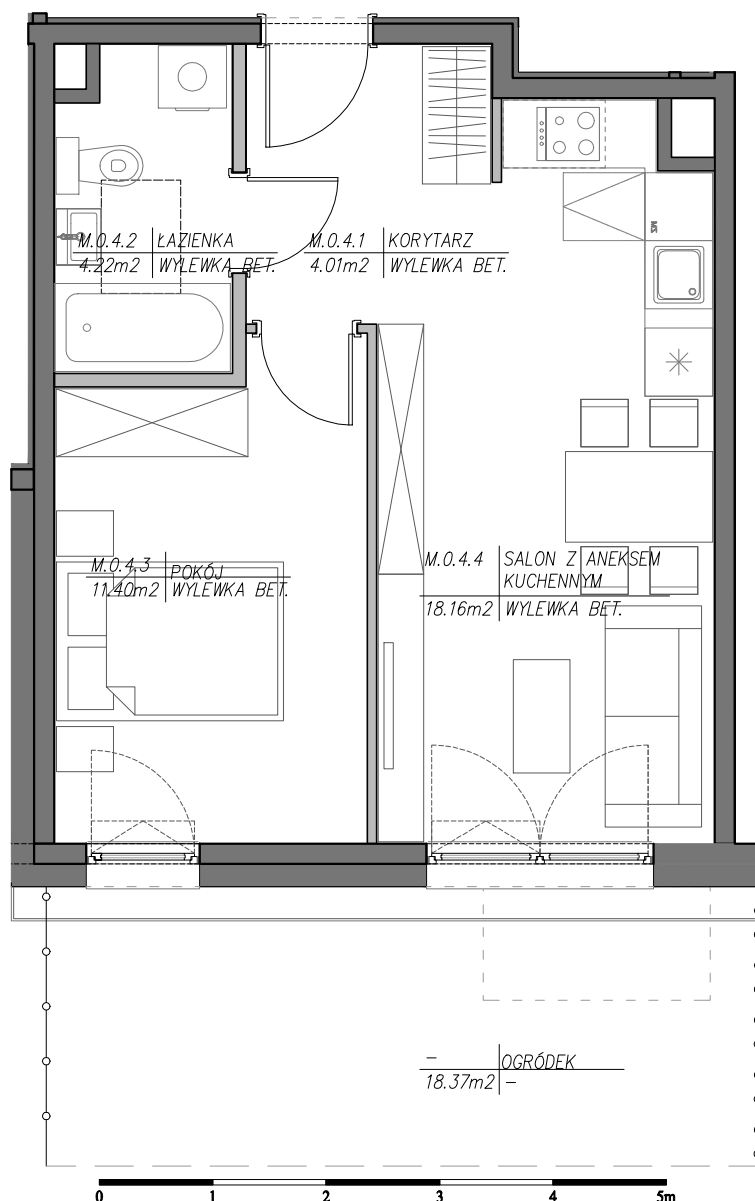 M.0.4.2 ŁAZIENKA
4.22m2 WYLEWKA BET.
M.0.4.1 KORYTARZ
4.01m2 WYLEWKA BET.
MS
M.0.4.3 POKÓJ
11.40m2 WYLEWKA BET.
M.0.4.4 SALON Z ANEKSEM
KUCHENNYM
18.16m2 WYLEWKA BET.
– OGRÓDEK
18.37m2 –
0 1 2 3 4 5m